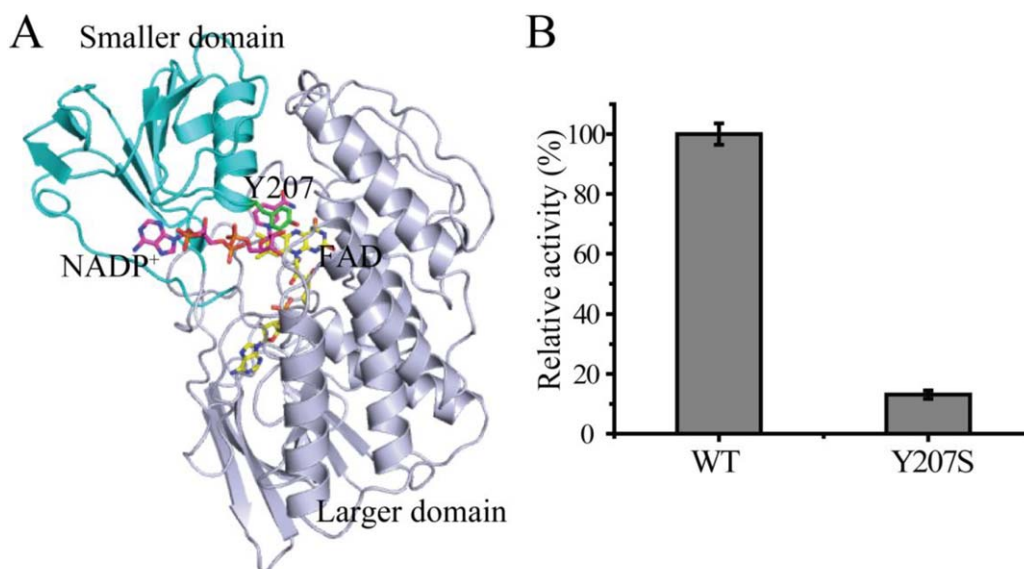 A
Smaller domain
Y207
NADP⁺
FAD
Larger domain
B
Relative activity (%)
100
80
60
40
20
0
WT
Y207S